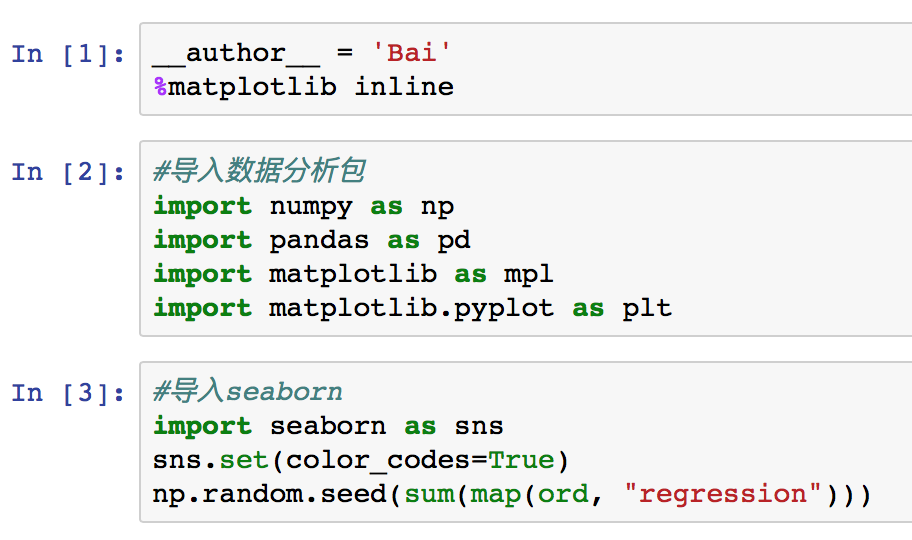 In [1]: __author__ = 'Bai'
%matplotlib inline
In [2]: #导入数据分析包
import numpy as np
import pandas as pd
import matplotlib as mpl
import matplotlib.pyplot as plt
In [3]: #导入seaborn
import seaborn as sns
sns.set(color_codes=True)
np.random.seed(sum(map(ord, "regression")))